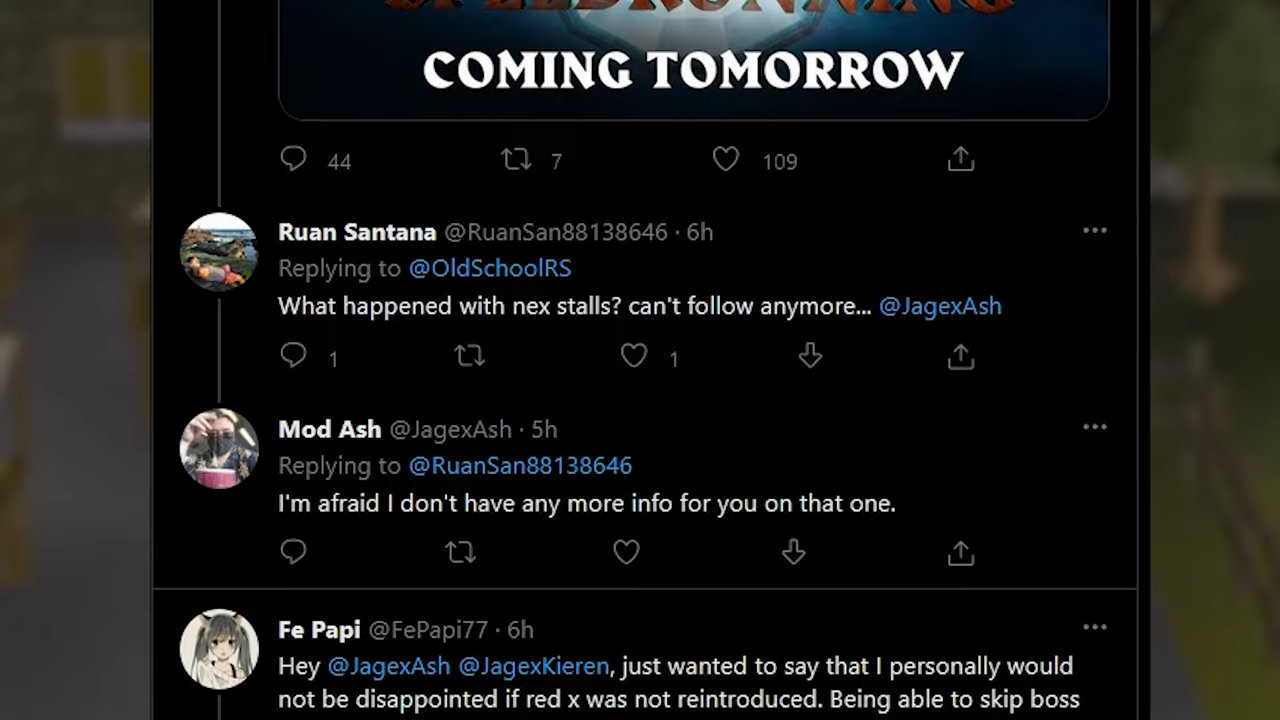 SPEEDRUNNING
COMING TOMORROW
44 7 109
Ruan Santana @RuanSan88138646 · 6h
Replying to @OldSchoolRS
What happened with nex stalls? can't follow anymore... @JagexAsh
1 1
Mod Ash @JagexAsh · 5h
Replying to @RuanSan88138646
I'm afraid I don't have any more info for you on that one.
Fe Papi @FePapi77 · 6h
Hey @JagexAsh @JagexKieren, just wanted to say that I personally would
not be disappointed if red x was not reintroduced. Being able to skip boss